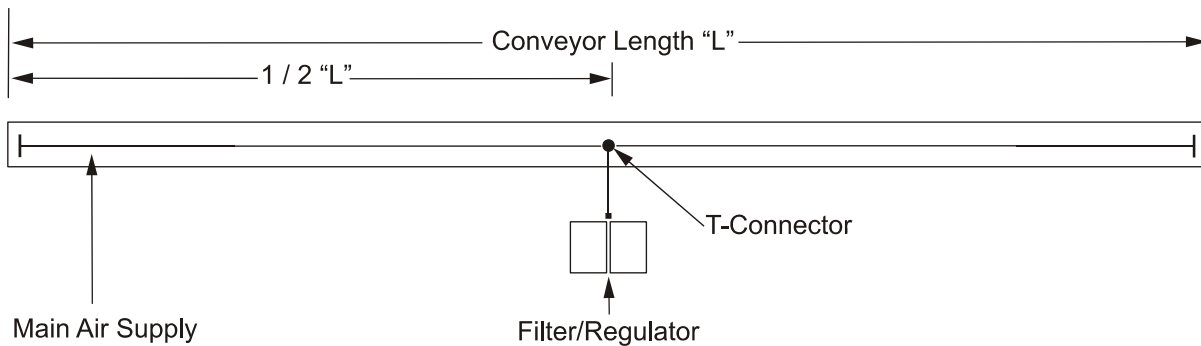 Conveyor Length “L”
1 / 2 “L”
T-Connector
Main Air Supply
Filter/Regulator